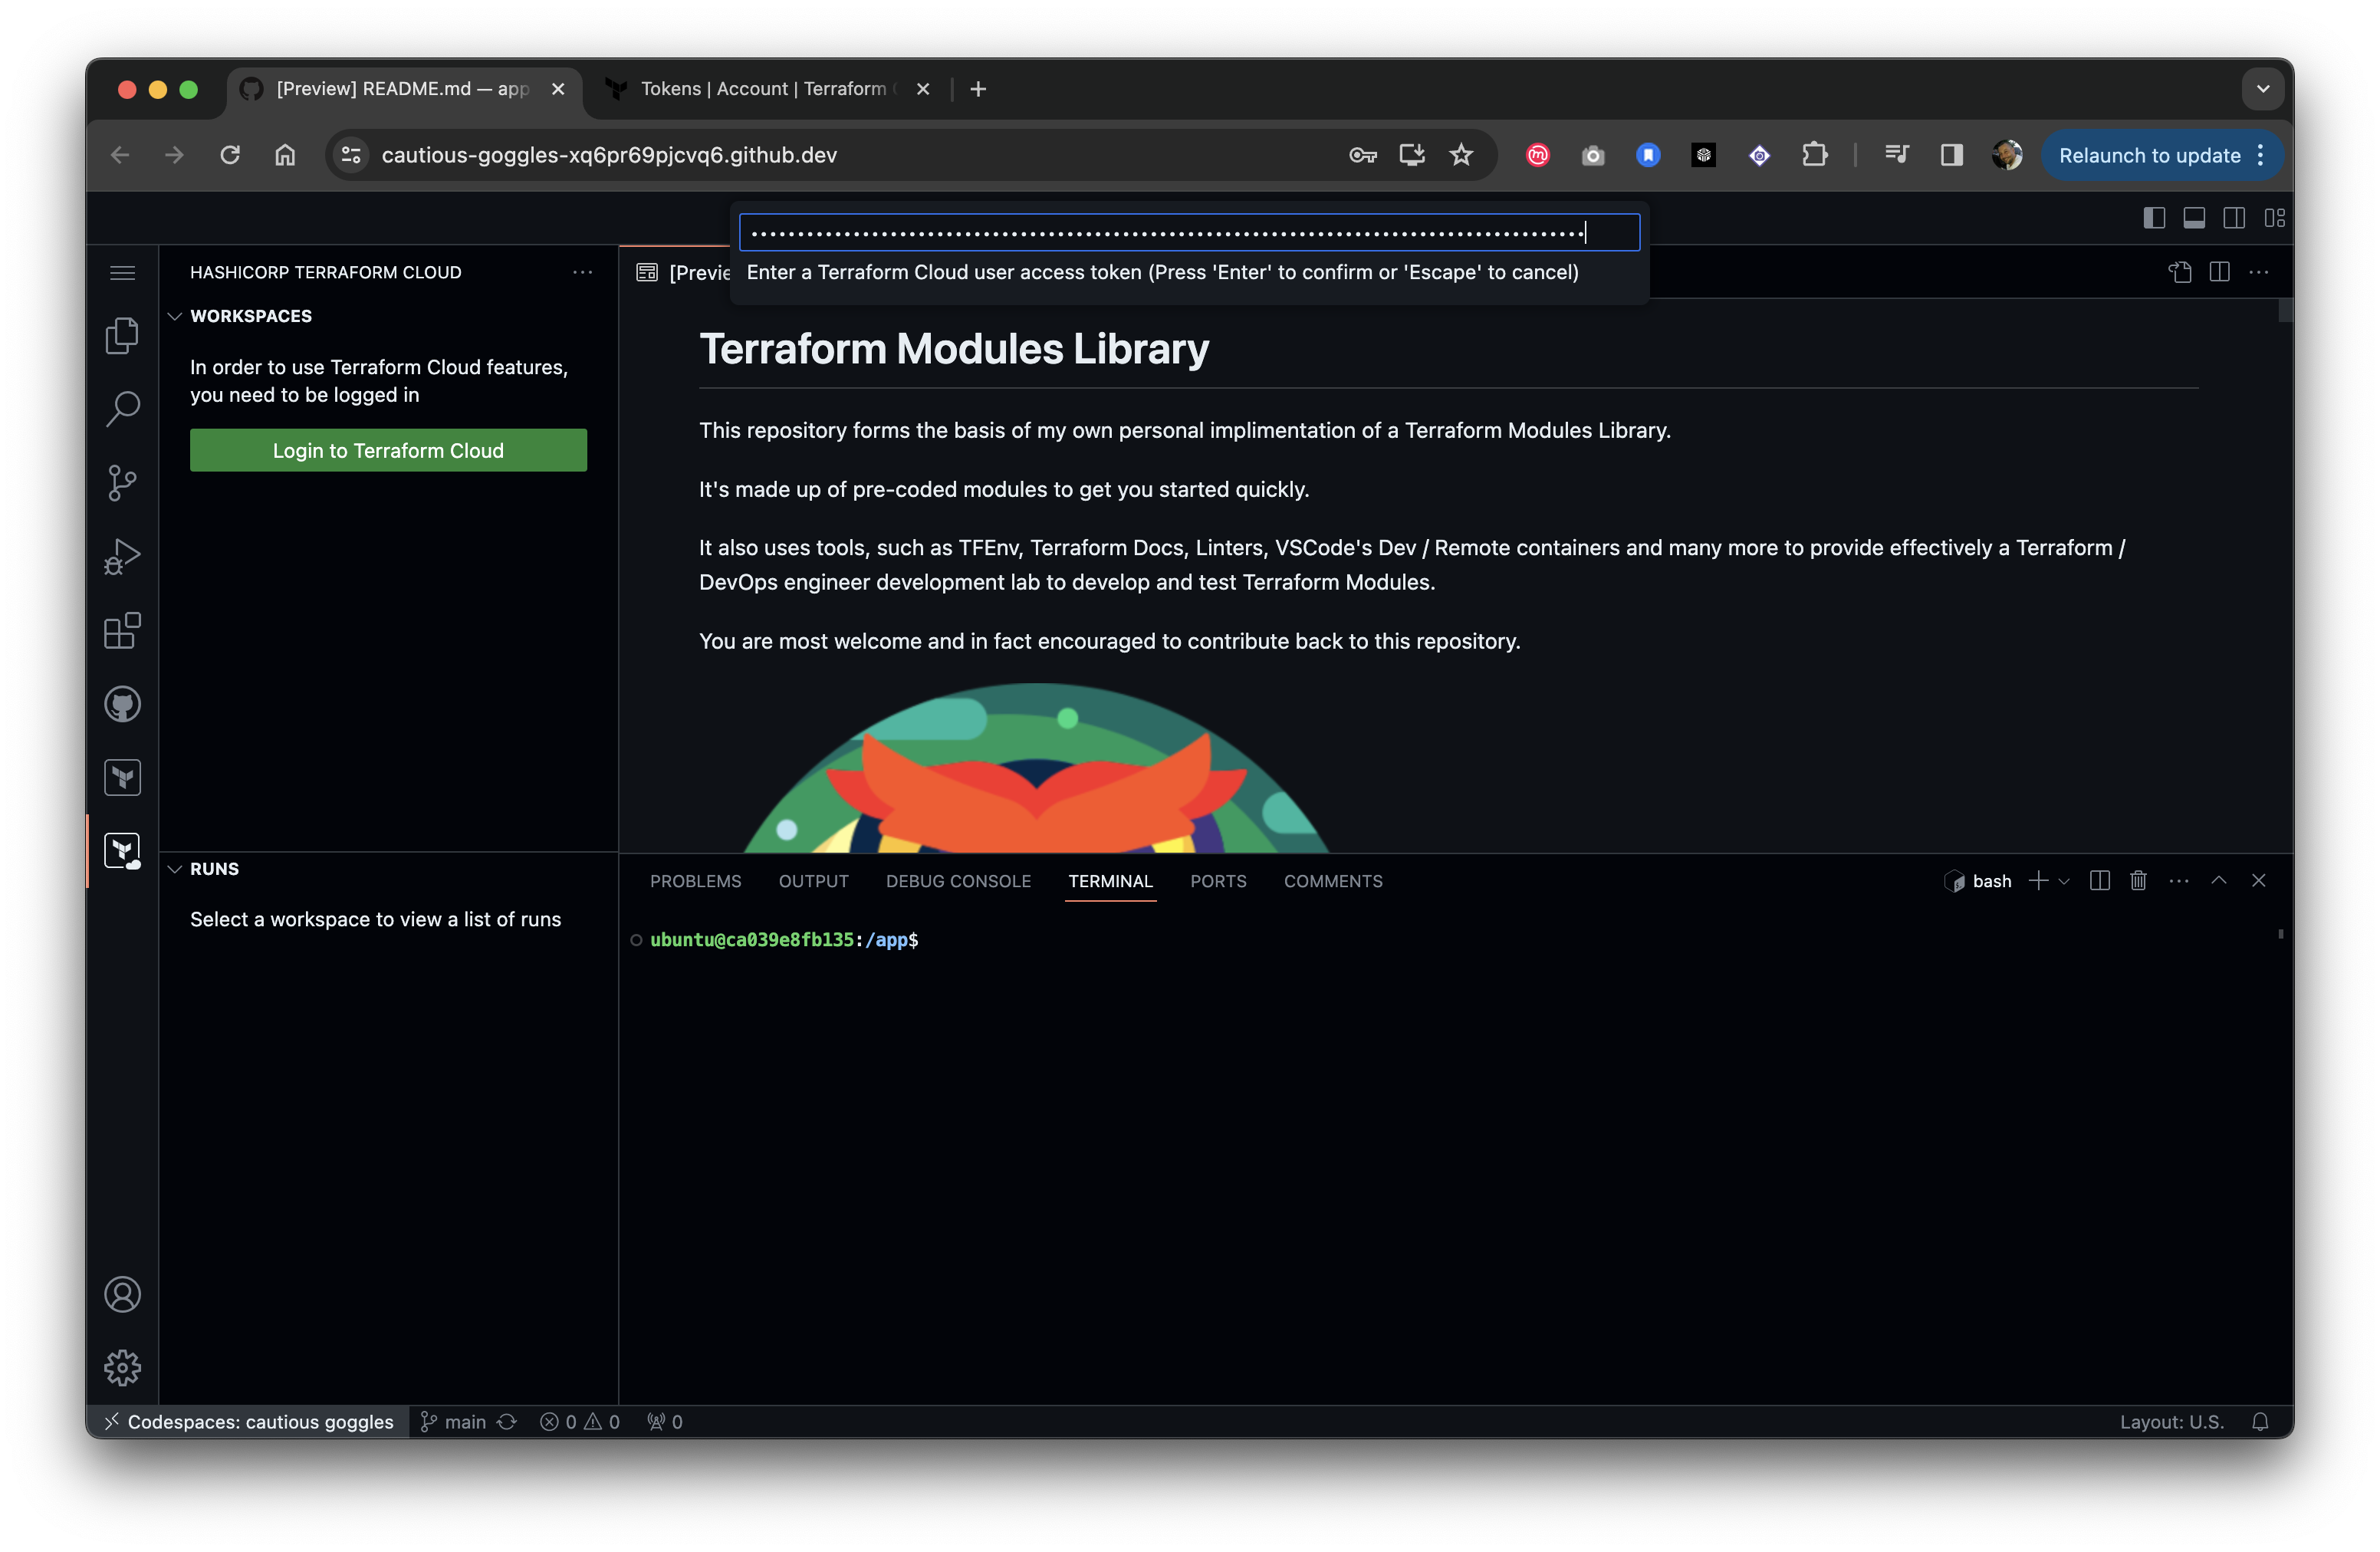 [Preview] README.md — app
Tokens | Account | Terraform
cautious-goggles-xq6pr69pjcvq6.github.dev
Relaunch to update
••••••••••••••••••••••••••••••••••••••••••••••••••••••••••••••••••••••••••••••••••••••••••
Enter a Terraform Cloud user access token (Press 'Enter' to confirm or 'Escape' to cancel)
HASHICORP TERRAFORM CLOUD
[Previe
WORKSPACES
In order to use Terraform Cloud features,
you need to be logged in
Login to Terraform Cloud
Terraform Modules Library
This repository forms the basis of my own personal implimentation of a Terraform Modules Library.
It's made up of pre-coded modules to get you started quickly.
It also uses tools, such as TFEnv, Terraform Docs, Linters, VSCode's Dev / Remote containers and many more to provide effectively a Terraform /
DevOps engineer development lab to develop and test Terraform Modules.
You are most welcome and in fact encouraged to contribute back to this repository.
RUNS
Select a workspace to view a list of runs
PROBLEMS OUTPUT DEBUG CONSOLE TERMINAL PORTS COMMENTS
bash
ubuntu@ca039e8fb135:/app$
Codespaces: cautious goggles main 0 0 0 Layout: U.S.